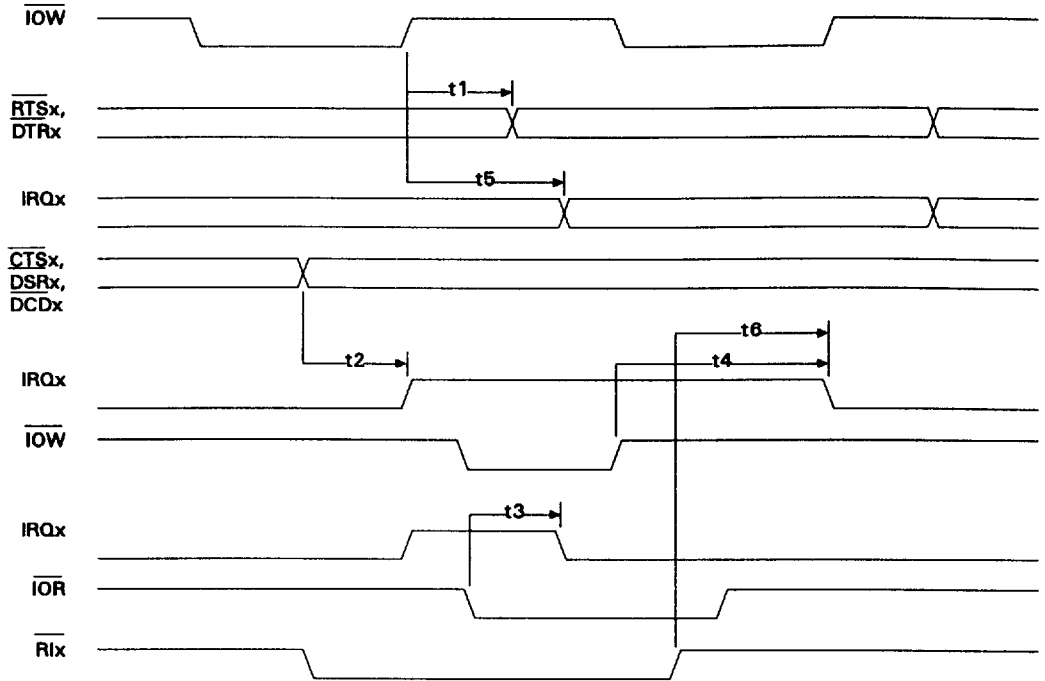 IOW
t1
RTSx,
DTRx
t5
IRQx
CTSx,
DSRx,
DCDx
t6
t2
t4
IRQx
IOW
t3
IRQx
IOR
RIx